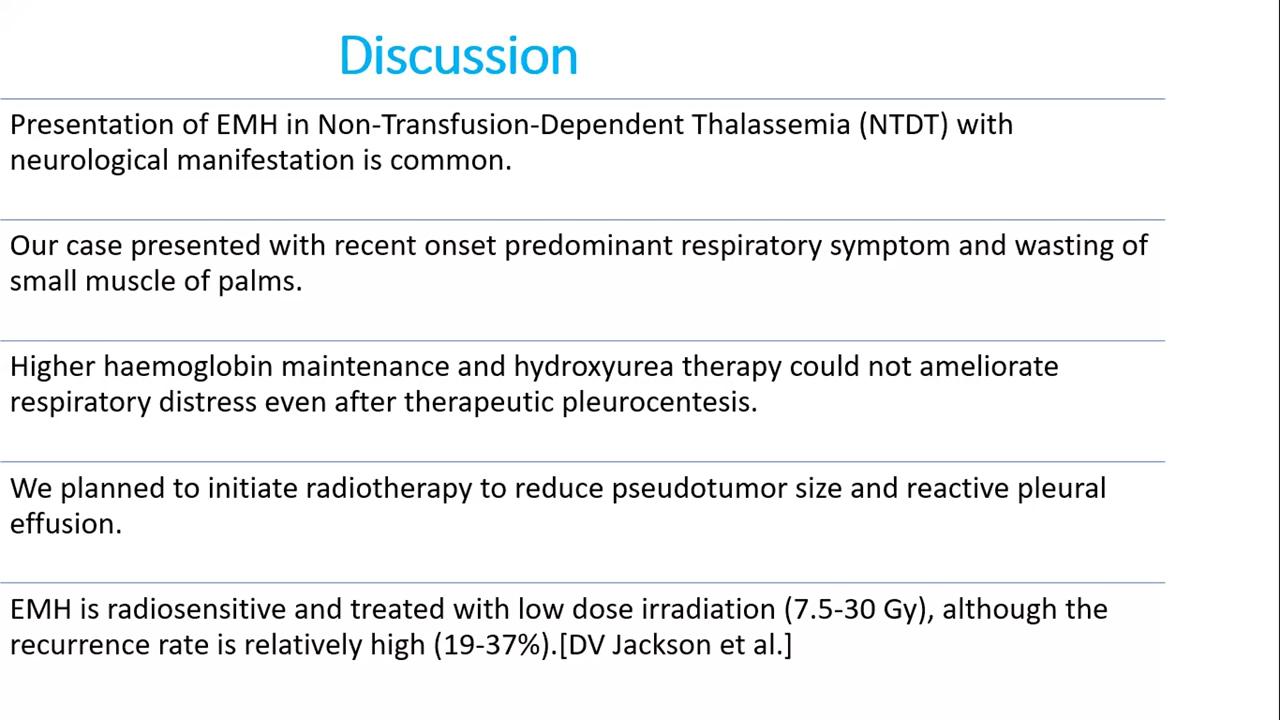 Discussion
Presentation of EMH in Non-Transfusion-Dependent Thalassemia (NTDT) with
neurological manifestation is common.
Our case presented with recent onset predominant respiratory symptom and wasting of
small muscle of palms.
Higher haemoglobin maintenance and hydroxyurea therapy could not ameliorate
respiratory distress even after therapeutic pleurocentesis.
We planned to initiate radiotherapy to reduce pseudotumor size and reactive pleural
effusion.
EMH is radiosensitive and treated with low dose irradiation (7.5-30 Gy), although the
recurrence rate is relatively high (19-37%).[DV Jackson et al.]